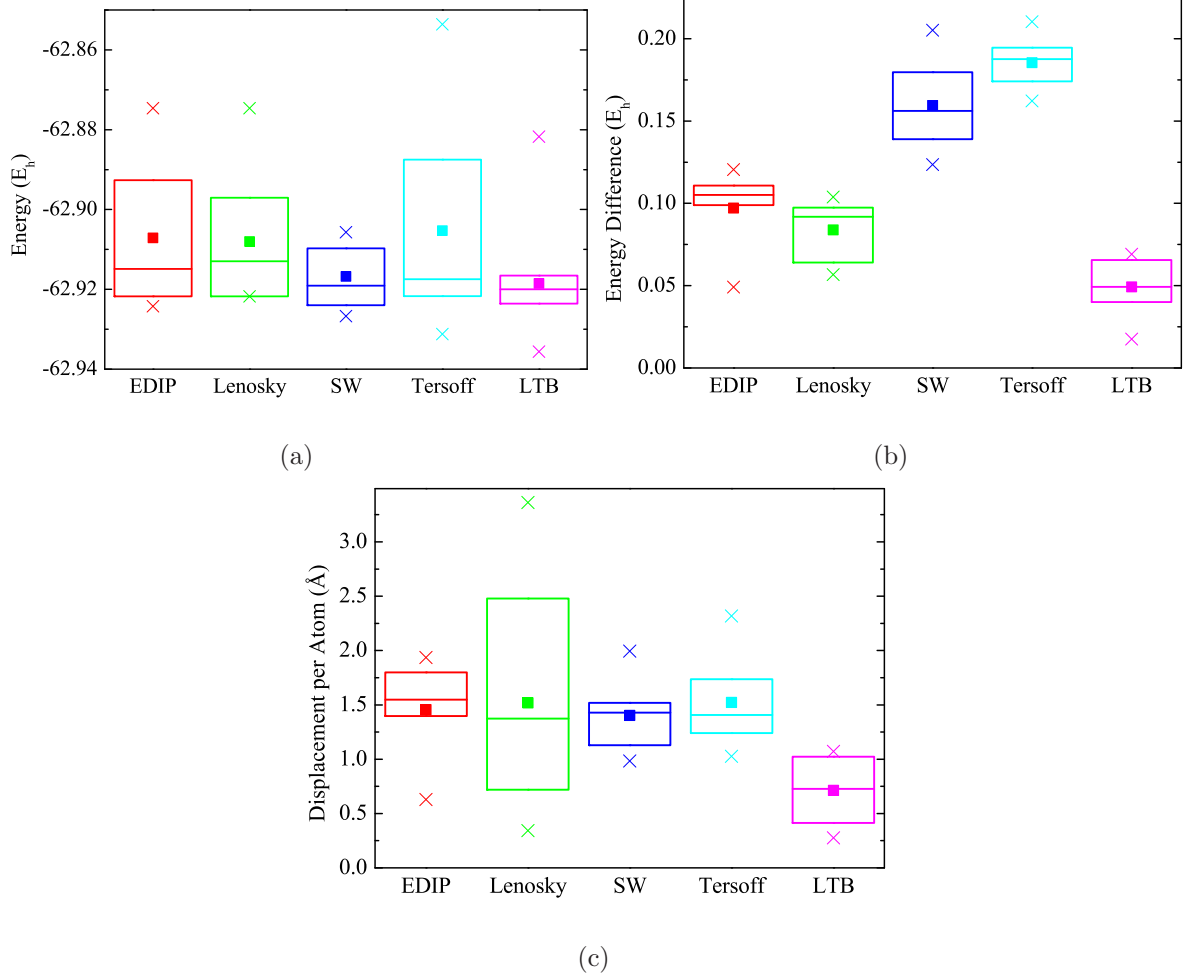 -62.86
-62.88
-62.90
-62.92
-62.94
Energy (E_h)
EDIP Lenosky SW Tersoff LTB
(a)
0.20
0.15
0.10
0.05
0.00
Energy Difference (E_h)
EDIP Lenosky SW Tersoff LTB
(b)
3.0
2.5
2.0
1.5
1.0
0.5
0.0
Displacement per Atom (Å)
EDIP Lenosky SW Tersoff LTB
(c)